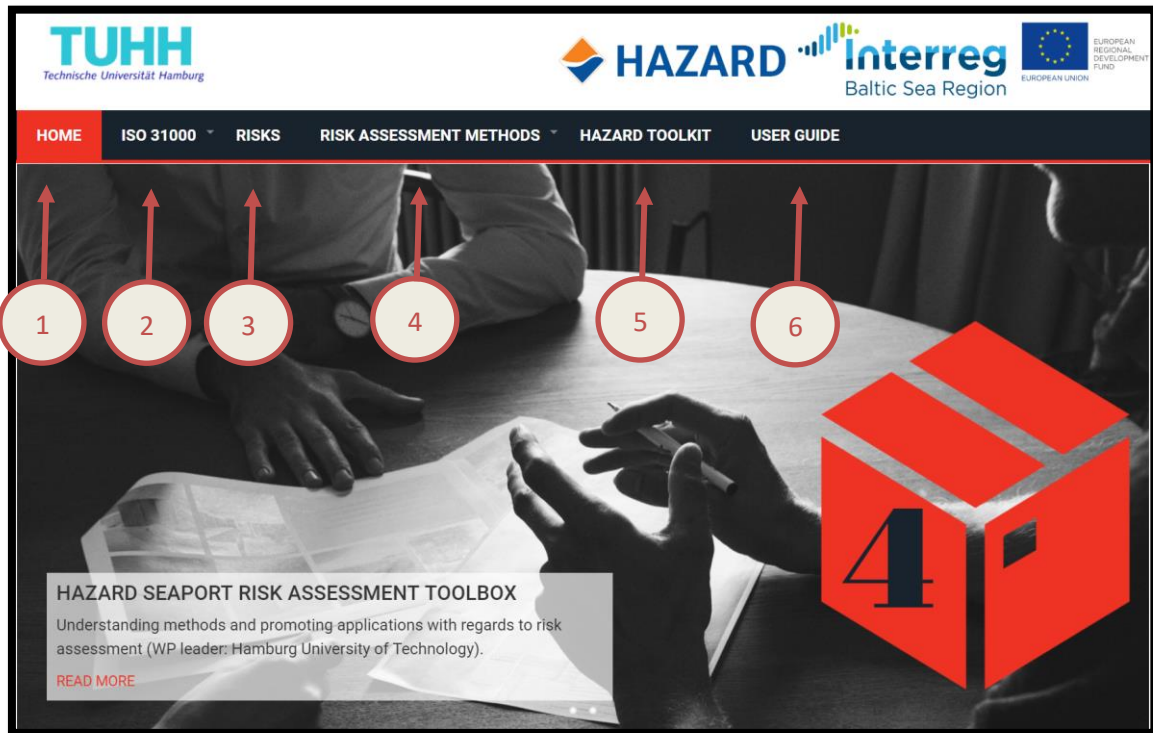 TUHH
Technische Universität Hamburg
HAZARD
Interreg
Baltic Sea Region
EUROPEAN UNION
EUROPEAN
REGIONAL
DEVELOPMENT
FUND
HOME ISO 31000 RISKS RISK ASSESSMENT METHODS HAZARD TOOLKIT USER GUIDE
1 2 3 4 5 6
4
HAZARD SEAPORT RISK ASSESSMENT TOOLBOX
Understanding methods and promoting applications with regards to risk
assessment (WP leader: Hamburg University of Technology).
READ MORE